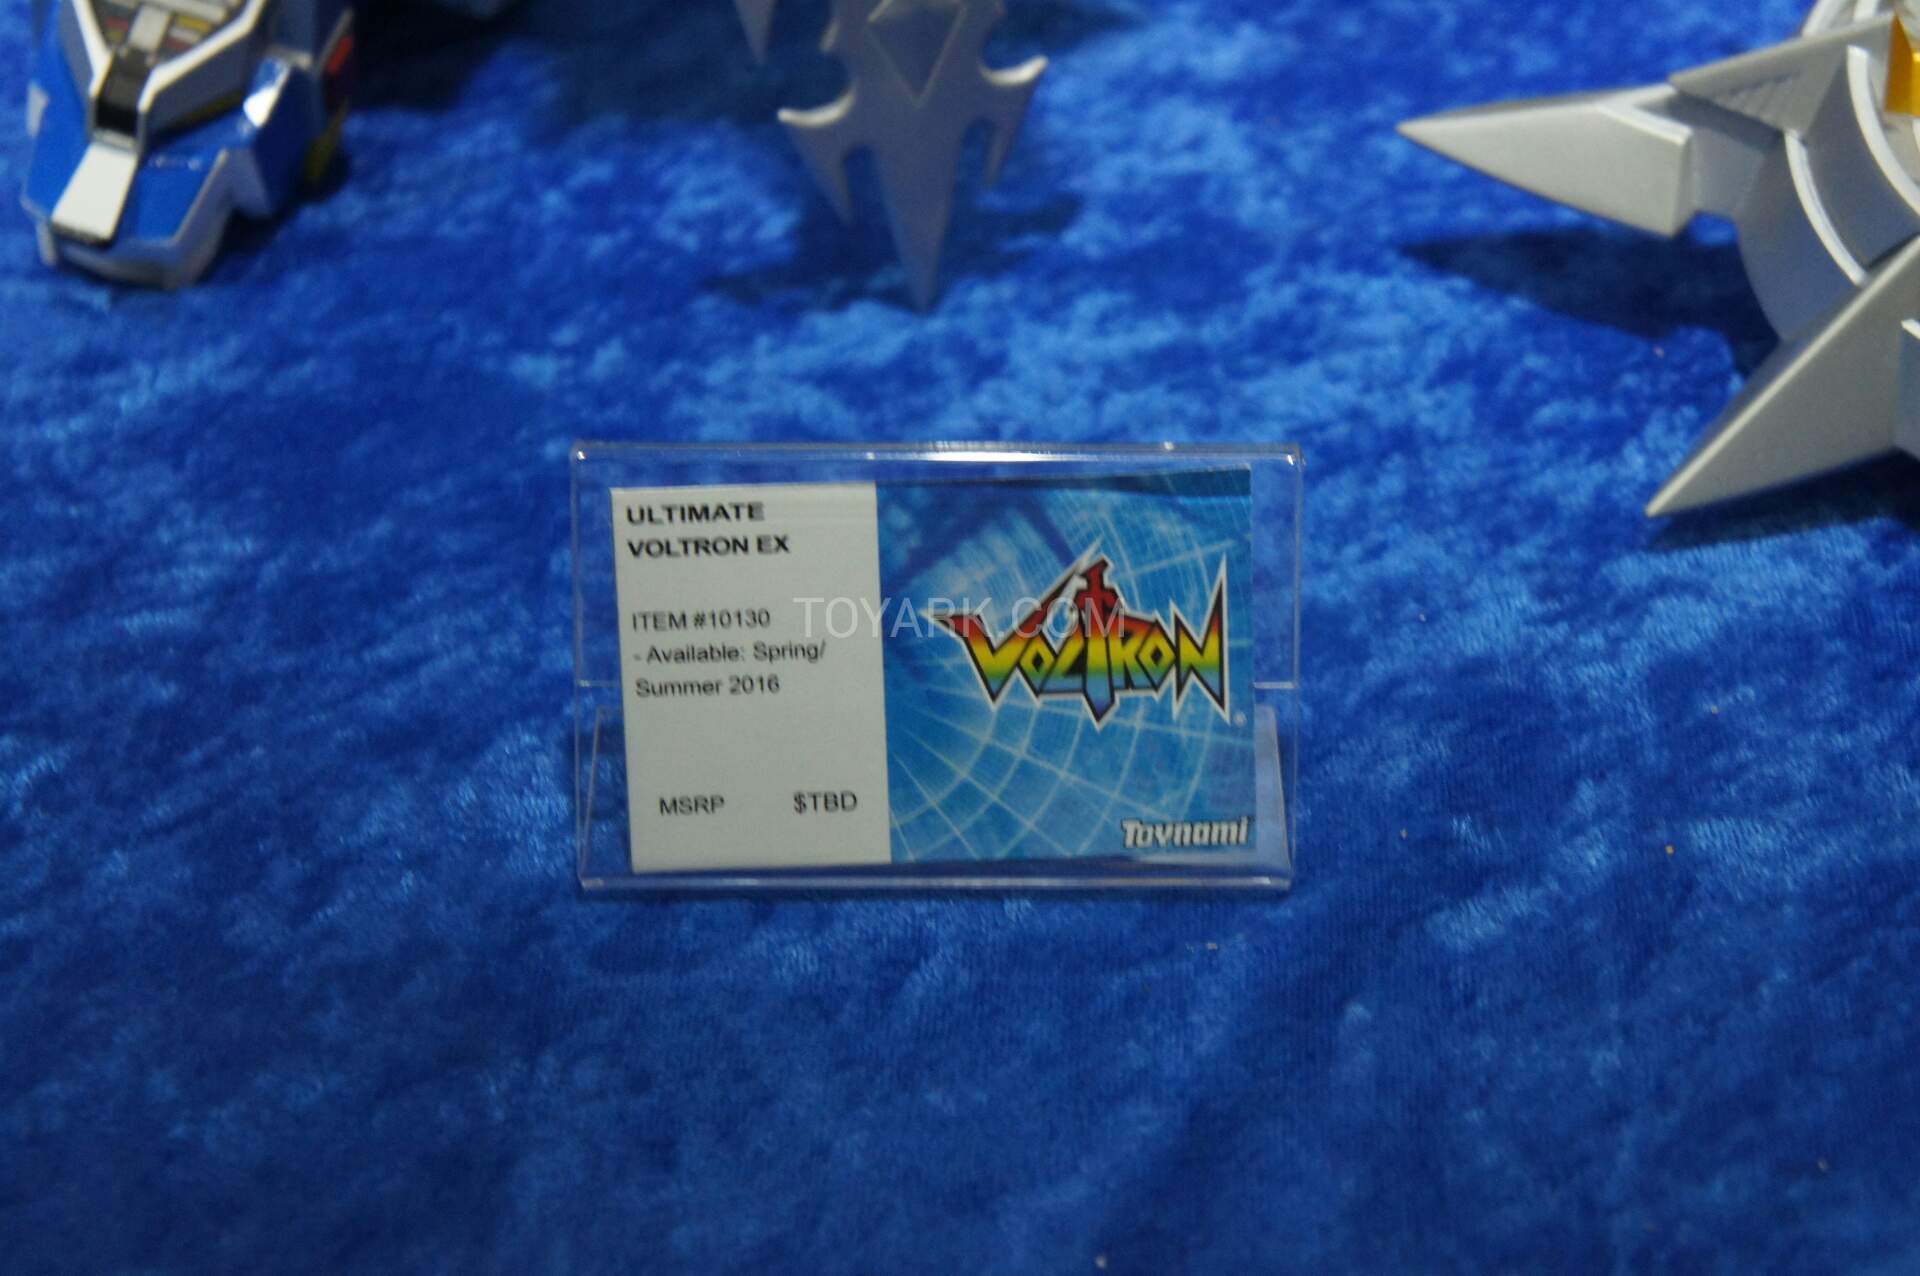 ULTIMATE
VOLTRON EX
ITEM #10130
- Available: Spring/
Summer 2016
MSRP $TBD
TOYARK.COM
VOLTRON
®
Toynami